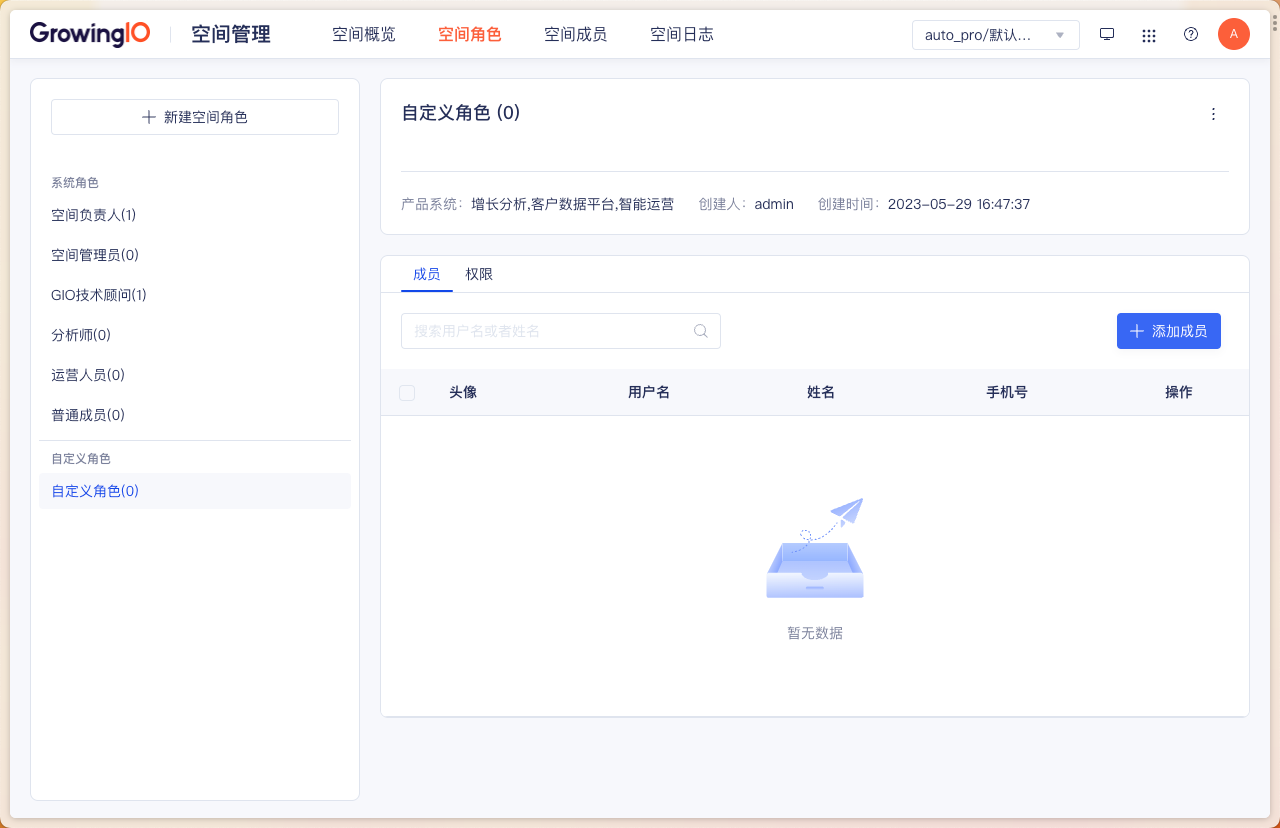 GrowingIO
空间管理
空间概览 空间角色 空间成员 空间日志
auto_pro/默认...
A
新建空间角色
系统角色
空间负责人(1)
空间管理员(0)
GIO技术顾问(1)
分析师(0)
运营人员(0)
普通成员(0)
自定义角色
自定义角色(0)
自定义角色 (0)
产品系统: 增长分析,客户数据平台,智能运营 创建人: admin 创建时间: 2023-05-29 16:47:37
成员 权限
搜索用户名或者姓名
添加成员
头像 用户名 姓名 手机号 操作
暂无数据